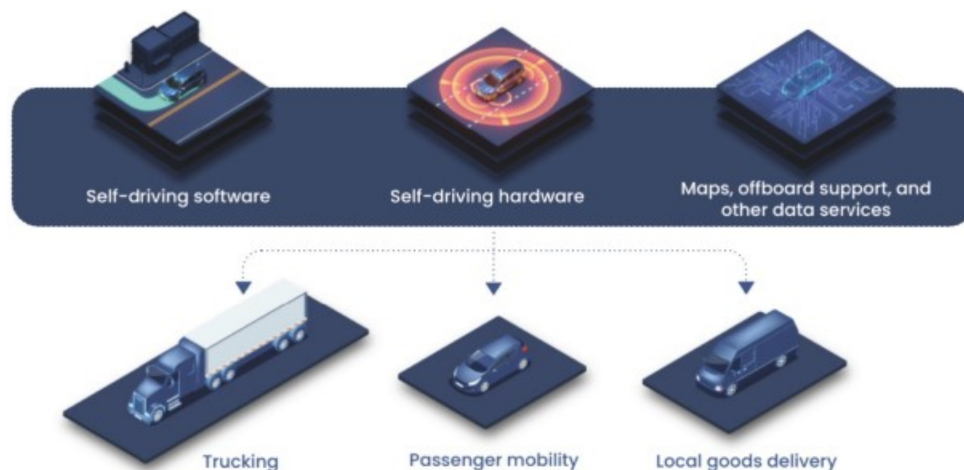 Self-driving software
Self-driving hardware
Maps, offboard support, and
other data services
Trucking
Passenger mobility
Local goods delivery